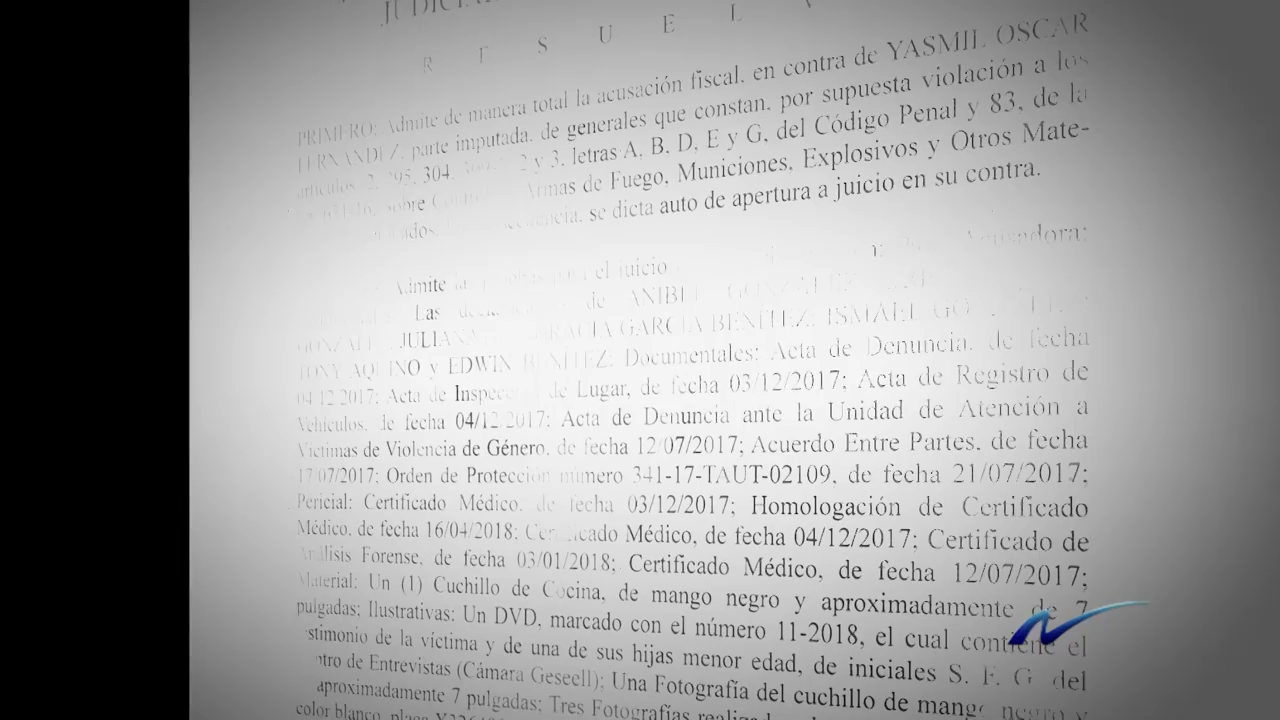 R E S U E L
PRIMERO: Admite de manera total la acusación fiscal. en contra de YASMIL OSCAR
FERNANDEZ. parte imputada. de generales que constan. por supuesta violación a los
artículos 2, 304. 2 y 3. letras A. B. D. E y G. del Código Penal y 83. de la
sobre Armas de Fuego, Municiones, Explosivos y Otros Mate-
se dicta auto de apertura a juicio en su contra.
Admite el juicio Acusadora:
Las de ANIBEL
JULIANA GARCIA BENITEZ: ISMAEL
TONY AQUINO y EDWIN BENITEZ: Documentales: Acta de Denuncia. de fecha
04/12/2017; Acta de Lugar, de fecha 03/12/2017; Acta de Registro de
Vehículos. de fecha 04/12/2017; Acta de Denuncia ante la Unidad de Atención a
Víctimas de Violencia de Género. de fecha 12/07/2017; Acuerdo Entre Partes. de fecha
17/07/2017; Orden de Protección número 341-17-TAUT-02109, de fecha 21/07/2017;
Pericial: Certificado Médico. de fecha 03/12/2017; Homologación de Certificado
Médico, de fecha 16/04/2018; Certificado Médico, de fecha 04/12/2017; Certificado de
Análisis Forense, de fecha 03/01/2018; Certificado Médico, de fecha 12/07/2017;
Material: Un (1) Cuchillo de Cocina, de mango negro y aproximadamente de 7
pulgadas; Ilustrativas: Un DVD, marcado con el número 11-2018, el cual contiene el
testimonio de la víctima y de una de sus hijas menor edad, de iniciales S. F. G. del
de Entrevistas (Cámara Geseell); Una Fotografía del cuchillo de mango negro y
aproximadamente 7 pulgadas; Tres Fotografías
color blanco, placa